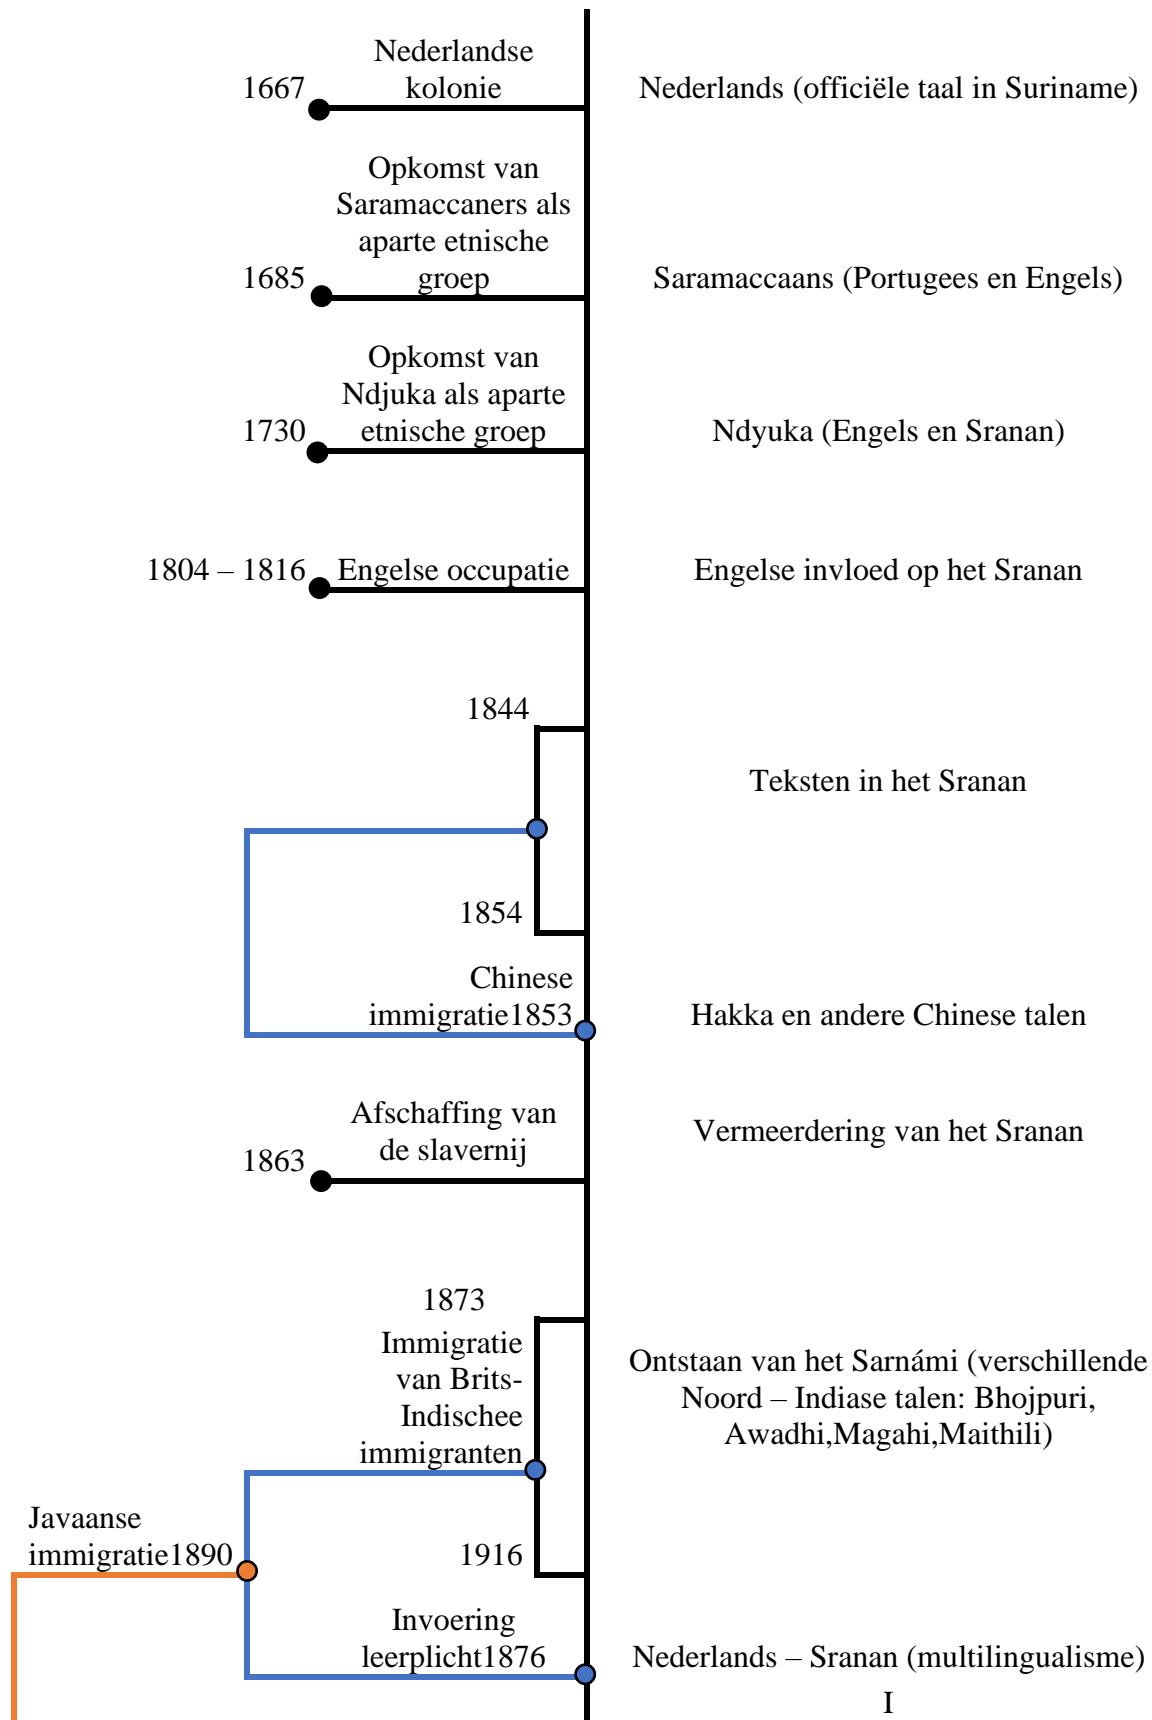 Nederlandse
1667 kolonie
Nederlands (officiële taal in Suriname)
Opkomst van
Saramaccaners als
aparte etnische
1685 groep
Saramaccaans (Portugees en Engels)
Opkomst van
Ndjuka als aparte
1730 etnische groep
Ndyuka (Engels en Sranan)
1804 – 1816 Engelse occupatie
Engelse invloed op het Sranan
1844
Teksten in het Sranan
1854
Chinese
immigratie1853
Hakka en andere Chinese talen
Afschaffing van
de slavernij
1863
Vermeerdering van het Sranan
1873
Immigratie
van Brits-
Indischee
immigranten
Ontstaan van het Sarnámi (verschillende
Noord – Indiase talen: Bhojpuri,
Awadhi,Magahi,Maithili)
Javaanse
immigratie1890
1916
Invoering
leerplicht1876
Nederlands – Sranan (multilingualisme)
I